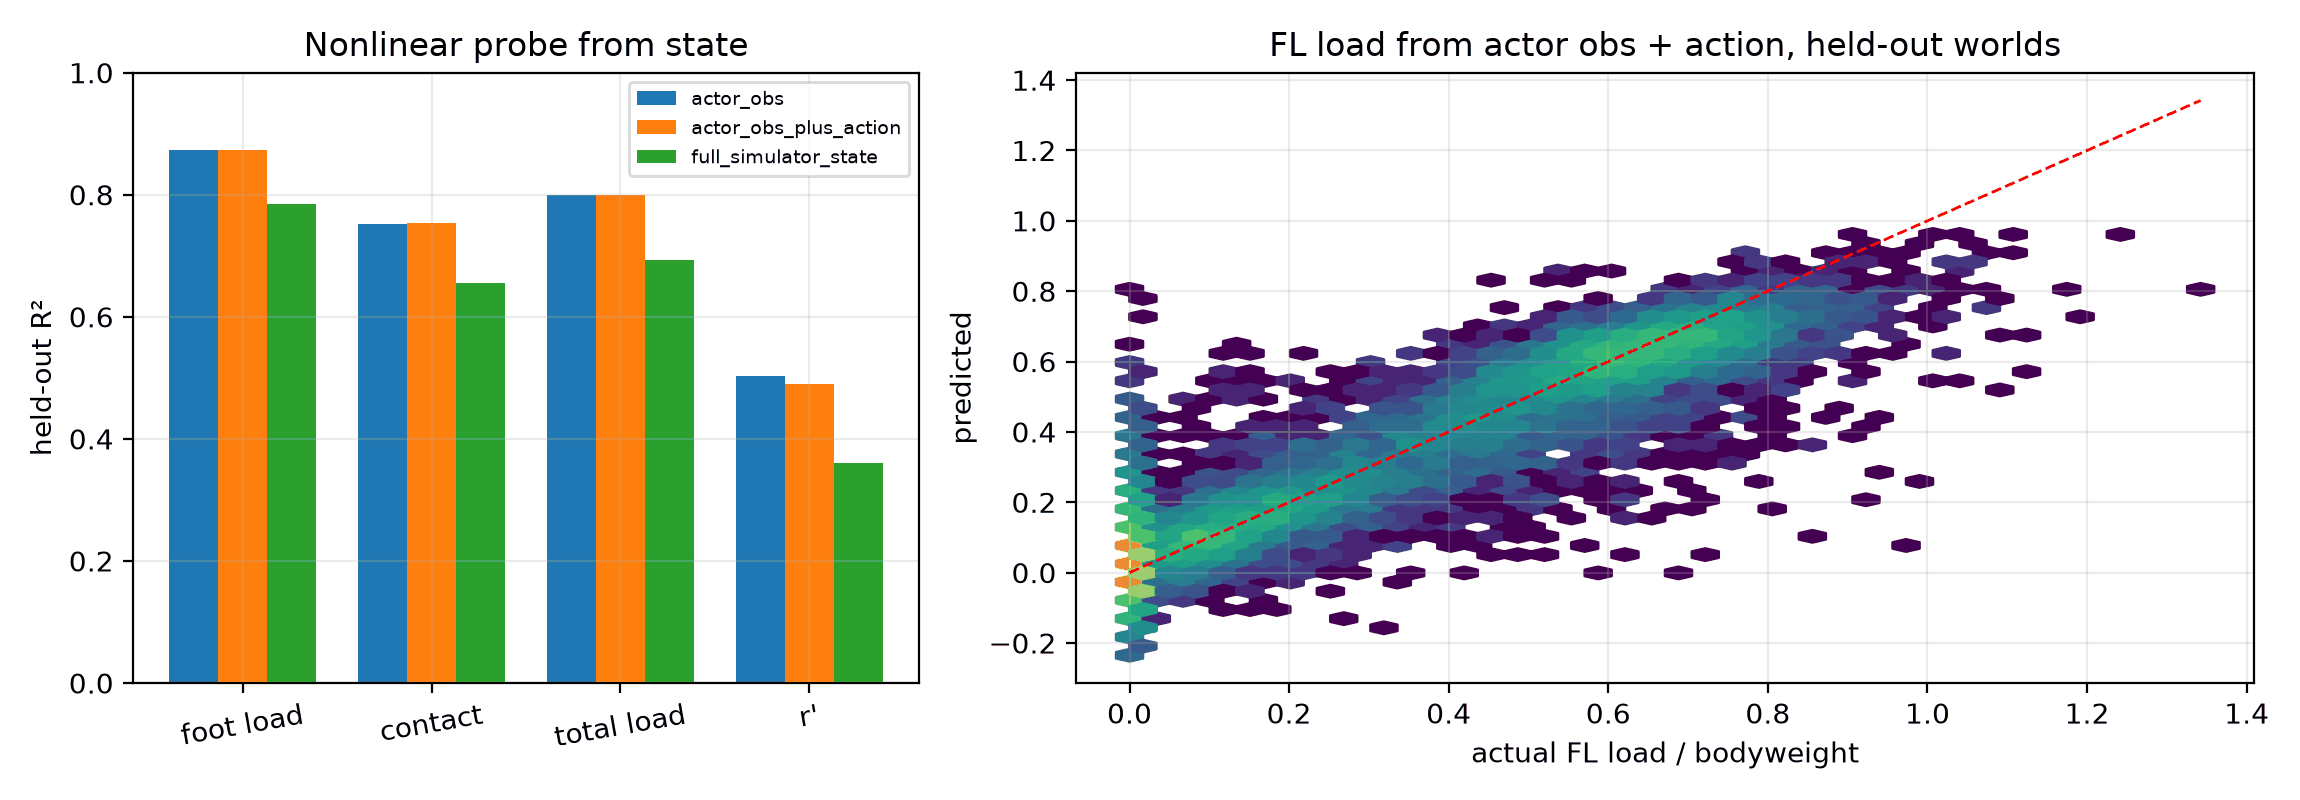 Nonlinear probe from state
held-out R²
1.0
0.8
0.6
0.4
0.2
0.0
actor_obs
actor_obs_plus_action
full_simulator_state
foot load
contact
total load
r'
FL load from actor obs + action, held-out worlds
predicted
1.4
1.2
1.0
0.8
0.6
0.4
0.2
0.0
−0.2
0.0 0.2 0.4 0.6 0.8 1.0 1.2 1.4
actual FL load / bodyweight